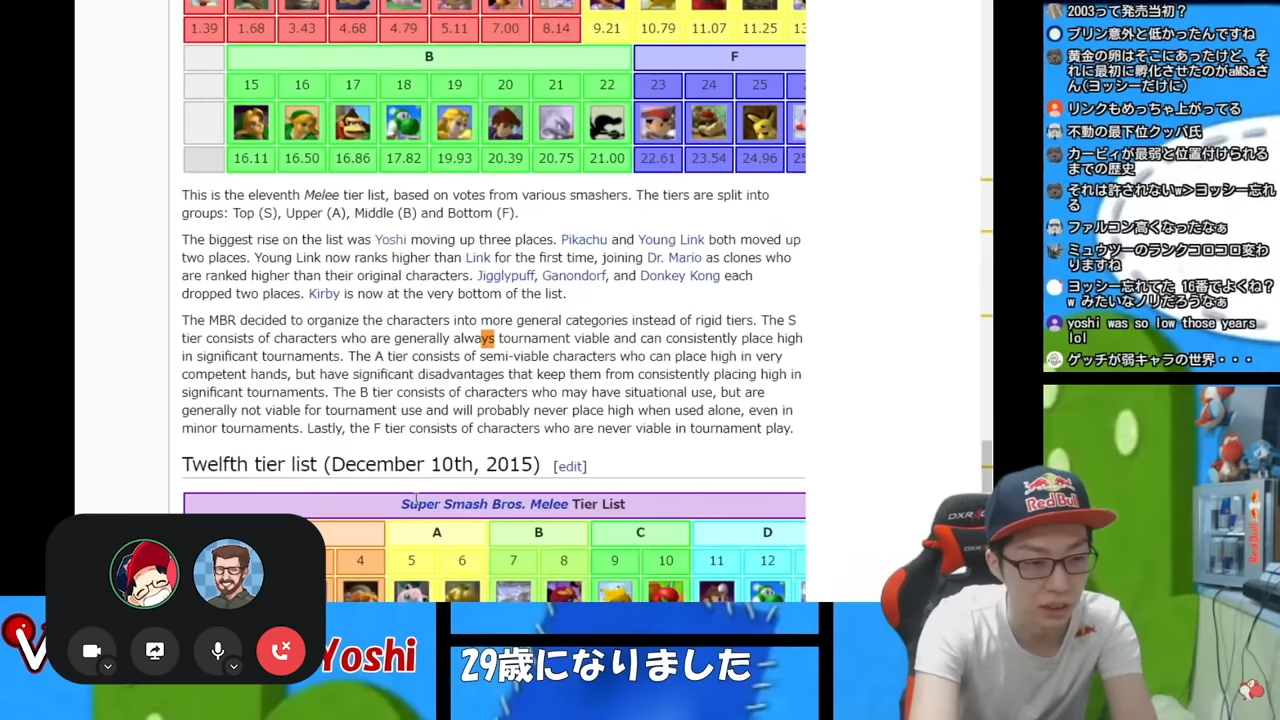 1.39 1.68 3.43 4.68 4.79 5.11 7.00 8.14 9.21 10.79 11.07 11.25
B F
15 16 17 18 19 20 21 22 23 24 25
16.11 16.50 16.86 17.82 19.93 20.39 20.75 21.00 22.61 23.54 24.96
This is the eleventh Melee tier list, based on votes from various smashers. The tiers are split into
groups: Top (S), Upper (A), Middle (B) and Bottom (F).
The biggest rise on the list was Yoshi moving up three places. Pikachu and Young Link both moved up
two places. Young Link now ranks higher than Link for the first time, joining Dr. Mario as clones who
are ranked higher than their original characters. Jigglypuff, Ganondorf, and Donkey Kong each
dropped two places. Kirby is now at the very bottom of the list.
The MBR decided to organize the characters into more general categories instead of rigid tiers. The S
tier consists of characters who are generally always tournament viable and can consistently place high
in significant tournaments. The A tier consists of semi-viable characters who can place high in very
competent hands, but have significant disadvantages that keep them from consistently placing high in
significant tournaments. The B tier consists of characters who may have situational use, but are
generally not viable for tournament use and will probably never place high when used alone, even in
minor tournaments. Lastly, the F tier consists of characters who are never viable in tournament play.
Twelfth tier list (December 10th, 2015) [edit]
Super Smash Bros. Melee Tier List
A B C D
4 5 6 7 8 9 10 11 12
Yoshi
29歳になりました
2003って発売当初？
プリン意外と低かったんですね
黄金の卵はそこにあったけど、そ
れに最初に孵化させたのがaMSaさ
ん(ヨッシーだけに)
リンクもめっちゃ上がってる
不動の最下位クッパ氏
カービィが最弱と位置付けられる
までの歴史
それは許されないw>ヨッシー忘れ
る
ファルコン高くなったなぁ
ミュウツーのランクコロコロ変わ
りますね
ヨッシー忘れてた 16番でよくね？
w みたいなノリだろうなぁ
yoshi was so low those years
lol
ゲッチが弱キャラの世界・・・
Red Bull
DXR